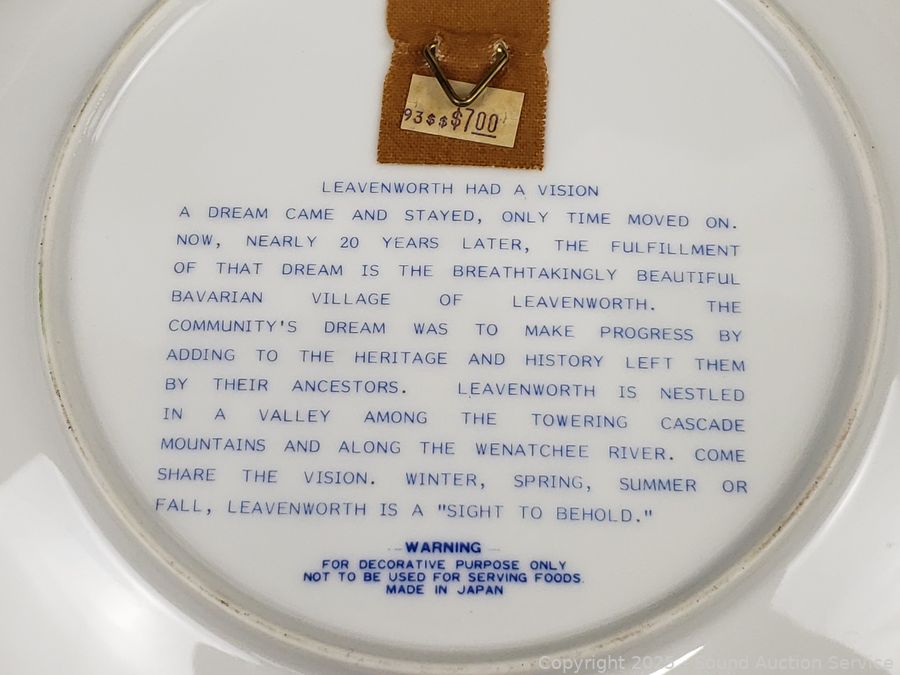 93$$$7.00
LEAVENWORTH HAD A VISION
A DREAM CAME AND STAYED, ONLY TIME MOVED ON.
NOW, NEARLY 20 YEARS LATER, THE FULFILLMENT
OF THAT DREAM IS THE BREATHTAKINGLY BEAUTIFUL
BAVARIAN VILLAGE OF LEAVENWORTH. THE
COMMUNITY'S DREAM WAS TO MAKE PROGRESS BY
ADDING TO THE HERITAGE AND HISTORY LEFT THEM
BY THEIR ANCESTORS. LEAVENWORTH IS NESTLED
IN A VALLEY AMONG THE TOWERING CASCADE
MOUNTAINS AND ALONG THE WENATCHEE RIVER. COME
SHARE THE VISION. WINTER, SPRING, SUMMER OR
FALL, LEAVENWORTH IS A "SIGHT TO BEHOLD."
WARNING
FOR DECORATIVE PURPOSE ONLY
NOT TO BE USED FOR SERVING FOODS.
MADE IN JAPAN
Copyright Sound Auction Service